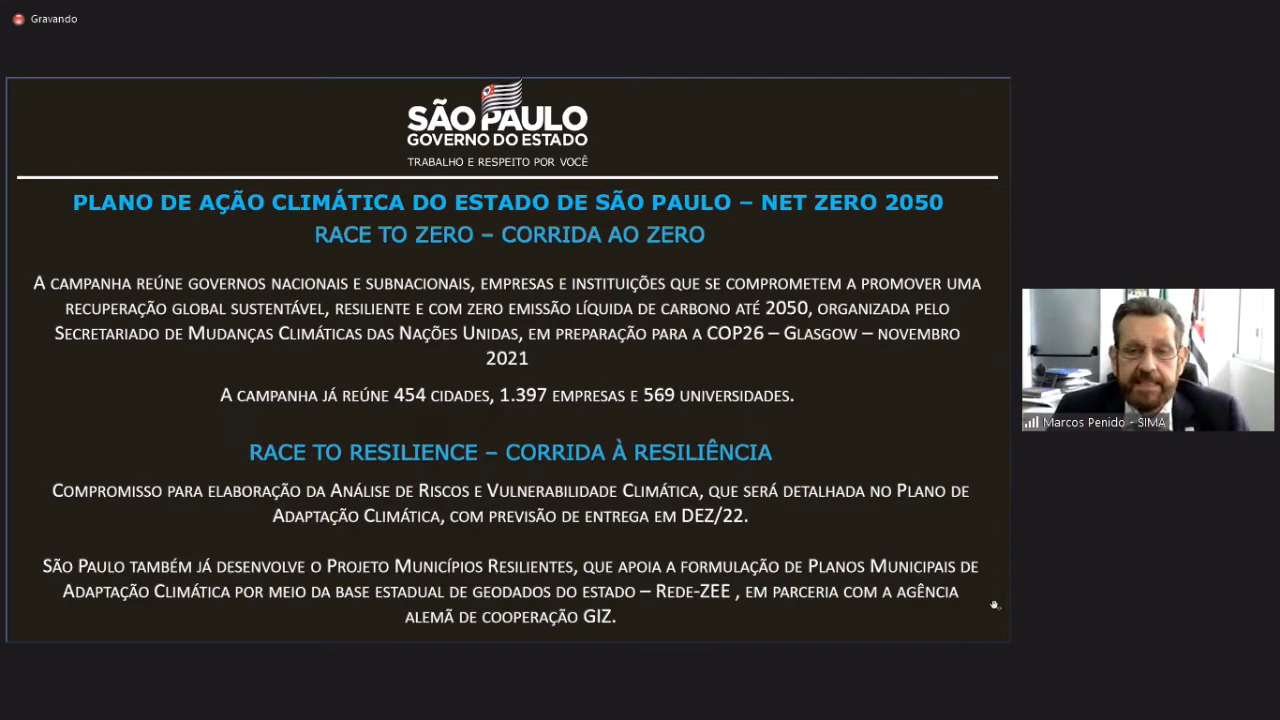 Gravando
SÃO PAULO
GOVERNO DO ESTADO
TRABALHO E RESPEITO POR VOCÊ
PLANO DE AÇÃO CLIMÁTICA DO ESTADO DE SÃO PAULO – NET ZERO 2050
RACE TO ZERO – CORRIDA AO ZERO
A CAMPANHA REÚNE GOVERNOS NACIONAIS E SUBNACIONAIS, EMPRESAS E INSTITUIÇÕES QUE SE COMPROMETEM A PROMOVER UMA
RECUPERAÇÃO GLOBAL SUSTENTÁVEL, RESILIENTE E COM ZERO EMISSÃO LÍQUIDA DE CARBONO ATÉ 2050, ORGANIZADA PELO
SECRETARIADO DE MUDANÇAS CLIMÁTICAS DAS NAÇÕES UNIDAS, EM PREPARAÇÃO PARA A COP26 – GLASGOW – NOVEMBRO
2021
A CAMPANHA JÁ REÚNE 454 CIDADES, 1.397 EMPRESAS E 569 UNIVERSIDADES.
RACE TO RESILIENCE – CORRIDA À RESILIÊNCIA
COMPROMISSO PARA ELABORAÇÃO DA ANÁLISE DE RISCOS E VULNERABILIDADE CLIMÁTICA, QUE SERÁ DETALHADA NO PLANO DE
ADAPTAÇÃO CLIMÁTICA, COM PREVISÃO DE ENTREGA EM DEZ/22.
SÃO PAULO TAMBÉM JÁ DESENVOLVE O PROJETO MUNICÍPIOS RESILIENTES, QUE APOIA A FORMULAÇÃO DE PLANOS MUNICIPAIS DE
ADAPTAÇÃO CLIMÁTICA POR MEIO DA BASE ESTADUAL DE GEODADOS DO ESTADO – REDE-ZEE , EM PARCERIA COM A AGÊNCIA
ALEMÃ DE COOPERAÇÃO GIZ.
Marcos Penido - SIMA